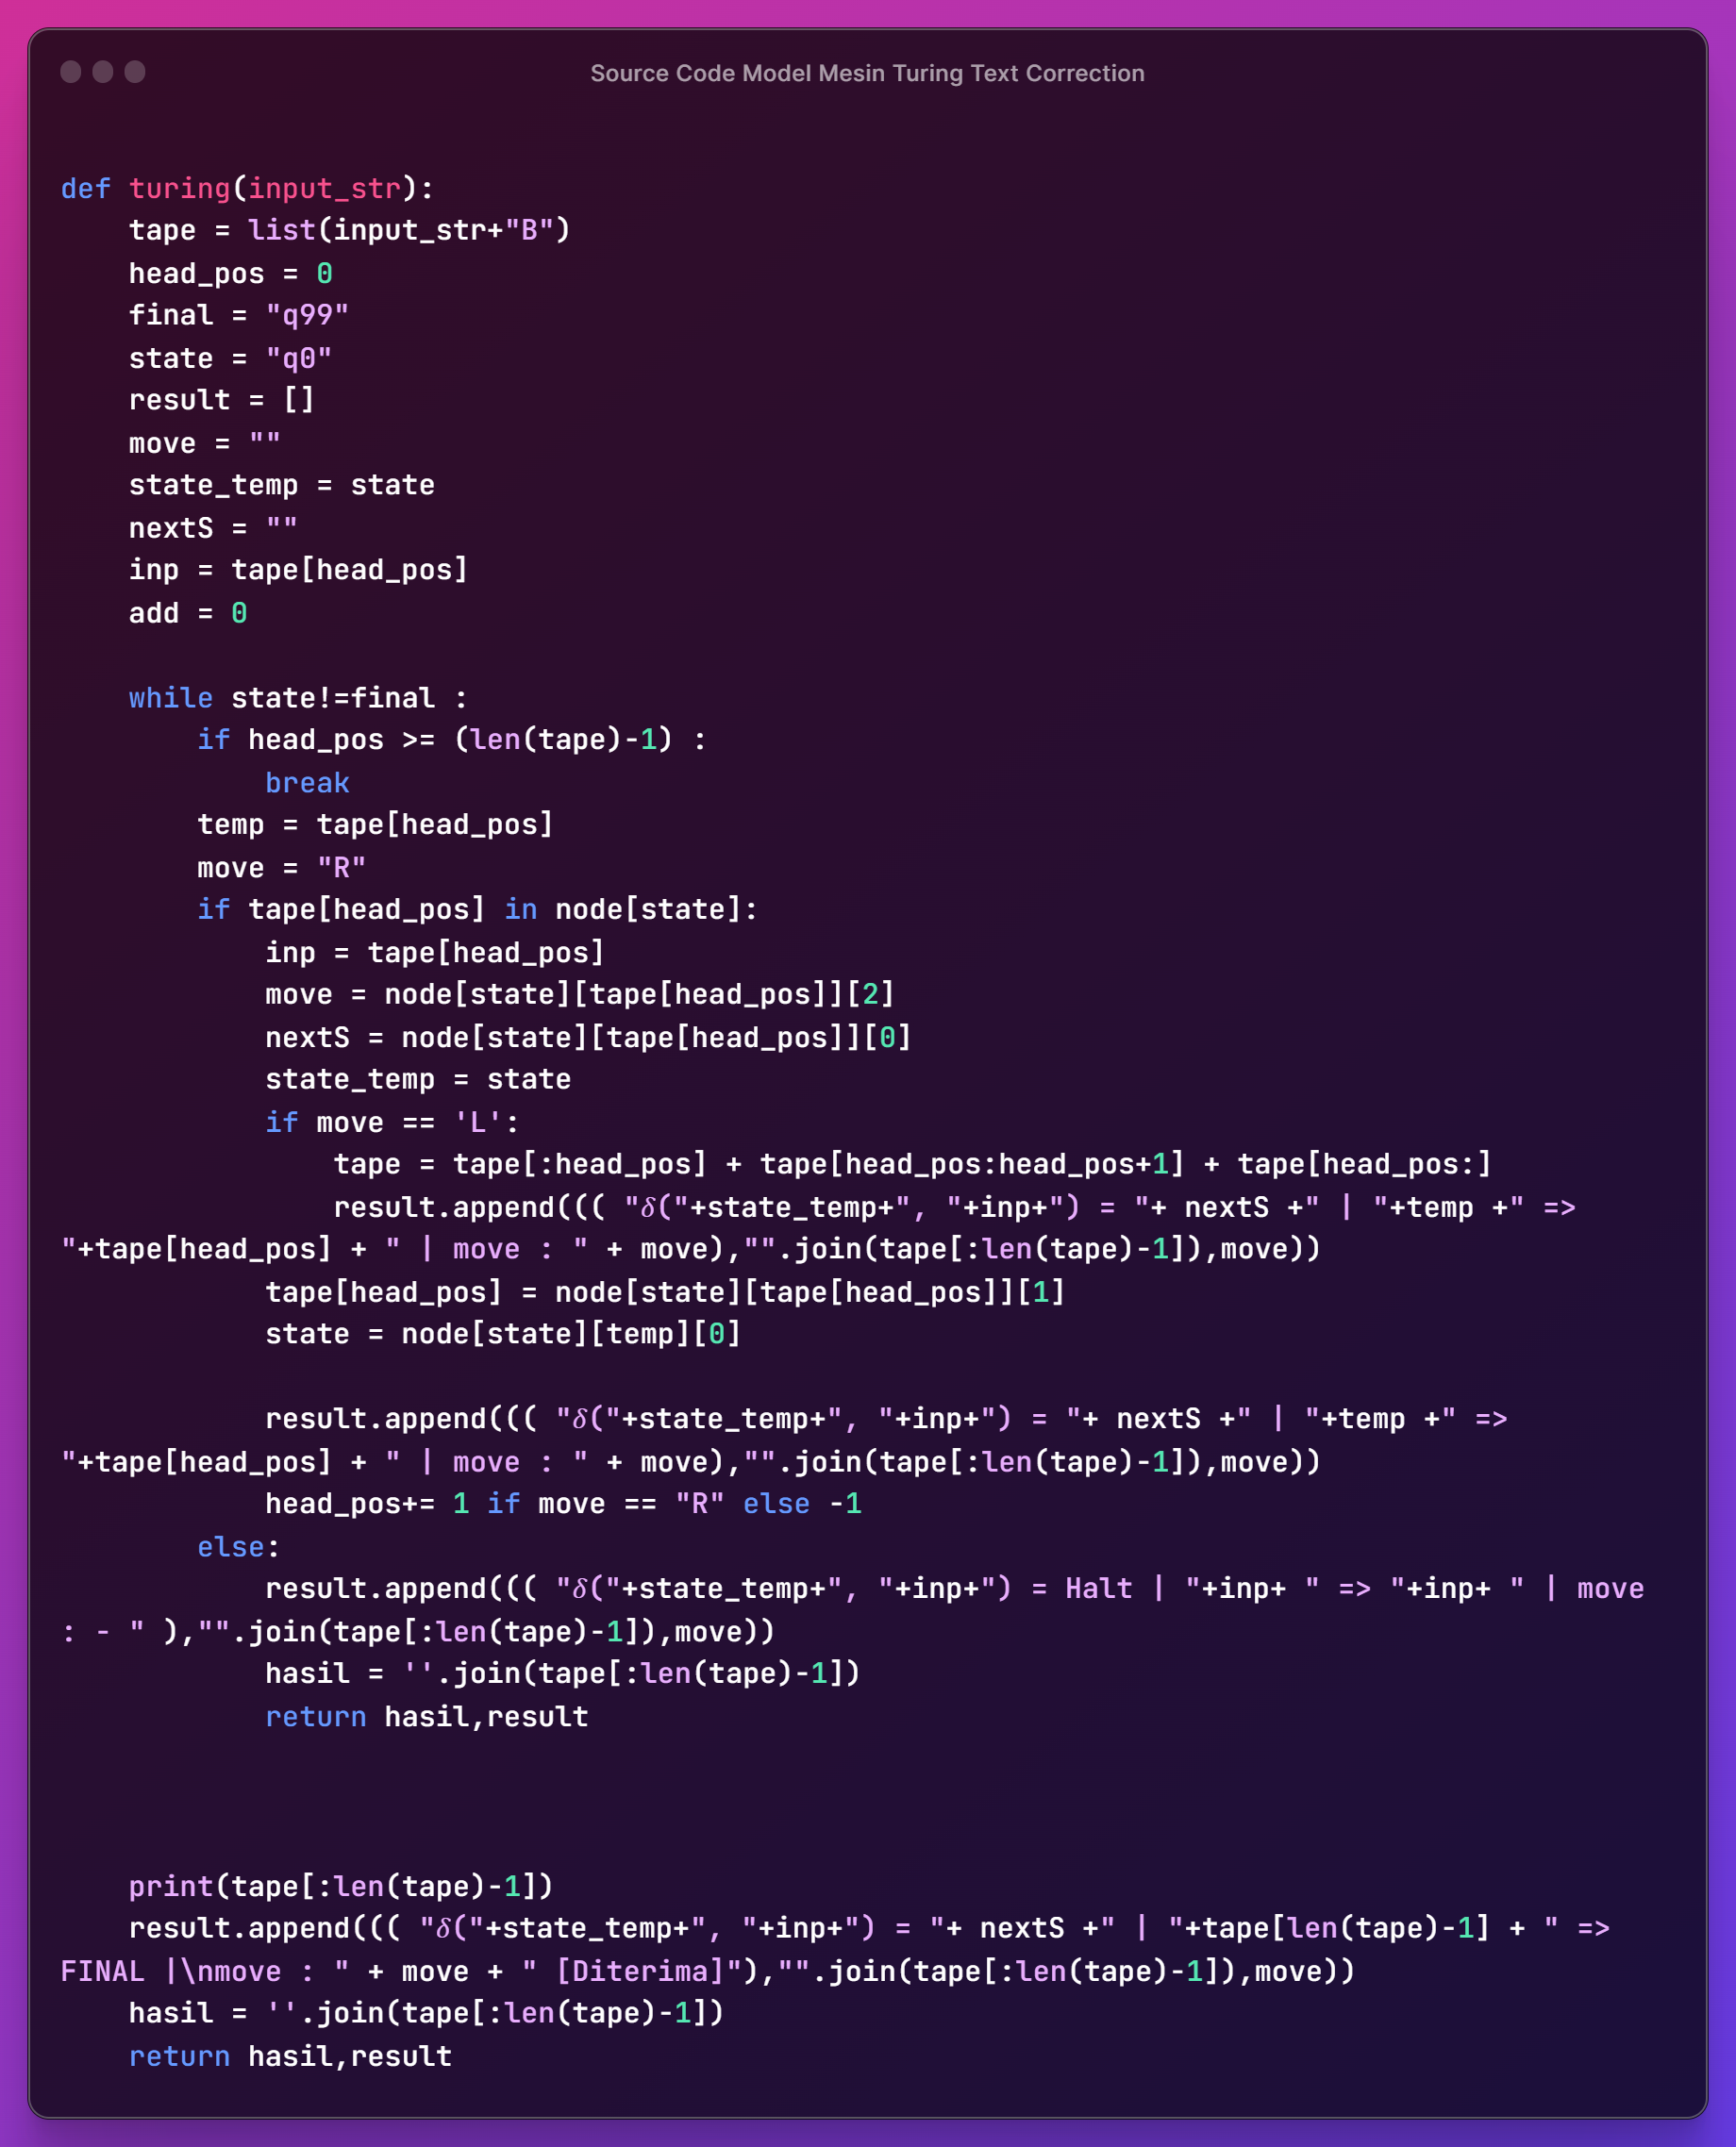 Source Code Model Mesin Turing Text Correction
def turing(input_str):
    tape = list(input_str+"B")
    head_pos = 0
    final = "q99"
    state = "q0"
    result = []
    move = ""
    state_temp = state
    nextS = ""
    inp = tape[head_pos]
    add = 0
    while state!=final :
        if head_pos >= (len(tape)-1) :
            break
        temp = tape[head_pos]
        move = "R"
        if tape[head_pos] in node[state]:
            inp = tape[head_pos]
            move = node[state][tape[head_pos]][2]
            nextS = node[state][tape[head_pos]][0]
            state_temp = state
            if move == 'L':
                tape = tape[:head_pos] + tape[head_pos:head_pos+1] + tape[head_pos:]
                result.append((( "δ("+state_temp+", "+inp+") = "+ nextS +" | "+temp +" =>
"+tape[head_pos] + " | move : " + move),"".join(tape[:len(tape)-1]),move))
            tape[head_pos] = node[state][tape[head_pos]][1]
            state = node[state][temp][0]
            result.append((( "δ("+state_temp+", "+inp+") = "+ nextS +" | "+temp +" =>
"+tape[head_pos] + " | move : " + move),"".join(tape[:len(tape)-1]),move))
            head_pos+= 1 if move == "R" else -1
        else:
            result.append((( "δ("+state_temp+", "+inp+") = Halt | "+inp+ " => "+inp+ " | move
: - " ),"".join(tape[:len(tape)-1]),move))
            hasil = ''.join(tape[:len(tape)-1])
            return hasil,result
    print(tape[:len(tape)-1])
    result.append((( "δ("+state_temp+", "+inp+") = "+ nextS +" | "+tape[len(tape)-1] + " =>
FINAL |\nmove : " + move + " [Diterima]"),"".join(tape[:len(tape)-1]),move))
    hasil = ''.join(tape[:len(tape)-1])
    return hasil,result